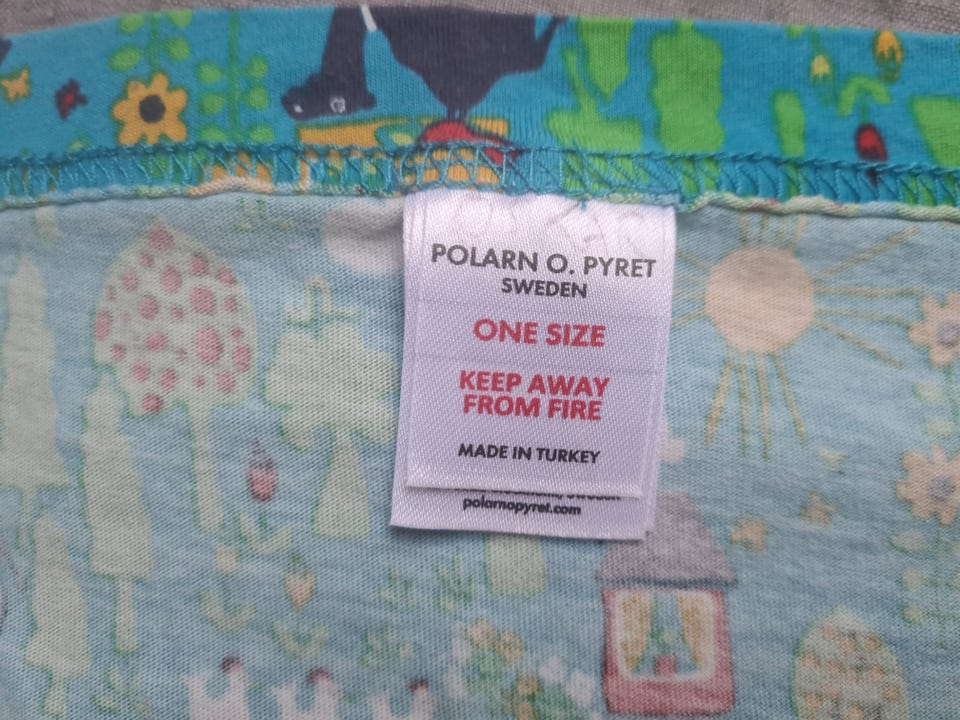 POLARN O. PYRET
SWEDEN
ONE SIZE
KEEP AWAY
FROM FIRE
MADE IN TURKEY
polarnopyret.com